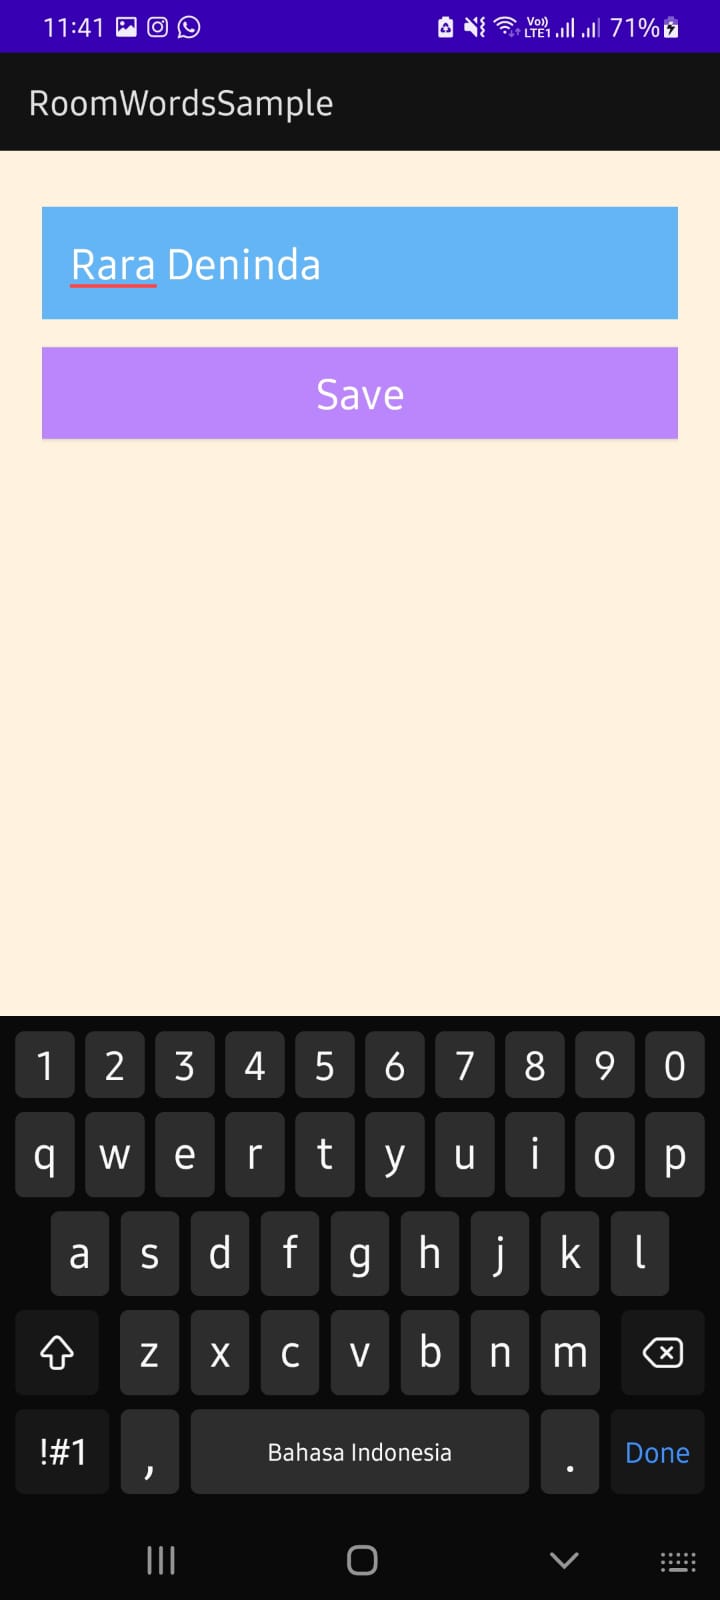 11:41 Vo)) LTE1 71%
RoomWordsSample
Rara Deninda
Save
1 2 3 4 5 6 7 8 9 0
q w e r t y u i o p
a s d f g h j k l
z x c v b n m
!#1 , Bahasa Indonesia . Done